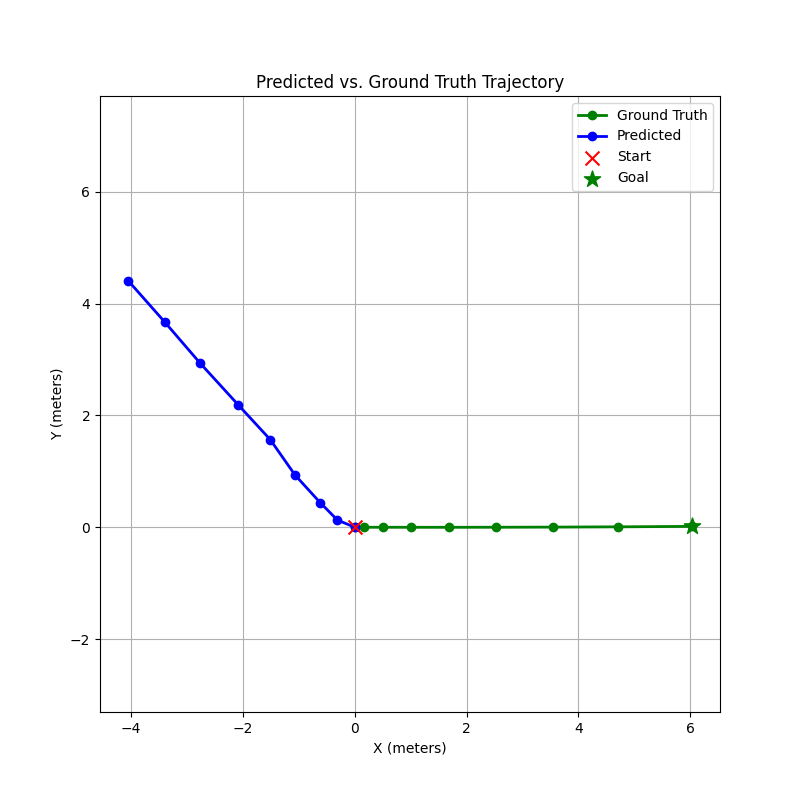 Predicted vs. Ground Truth Trajectory
Ground Truth
Predicted
Start
Goal
6
4
2
0
−2
Y (meters)
−4 −2 0 2 4 6
X (meters)